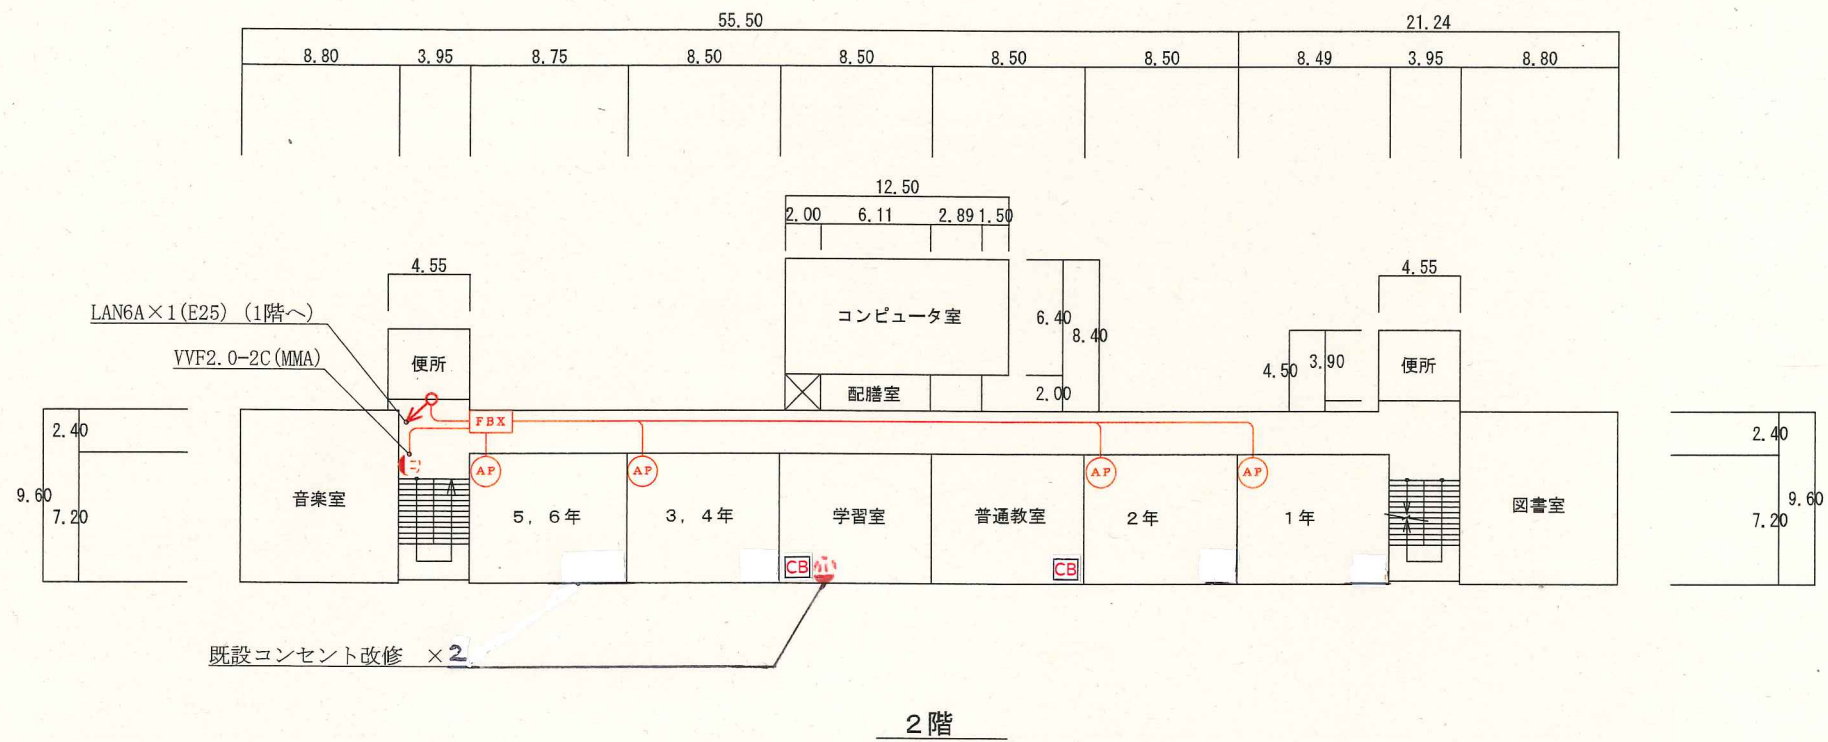 55.50 21.24
8.80 3.95 8.75 8.50 8.50 8.50 8.50 8.49 3.95 8.80
12.50
2.00 6.11 2.89 1.50
4.55 4.55
LAN6A×1(E25) (1階へ)
コンピュータ室
6.40
8.40
VVF2.0-2C(MMA)
便所
4.50
3.90
便所
配膳室
2.00
FBX
2.40 2.40
AP AP AP AP
9.60
7.20
音楽室
5,6年
3,4年
学習室
普通教室
2年
1年
図書室
7.20
9.60
CB
CB
既設コンセント改修 ×2
2階